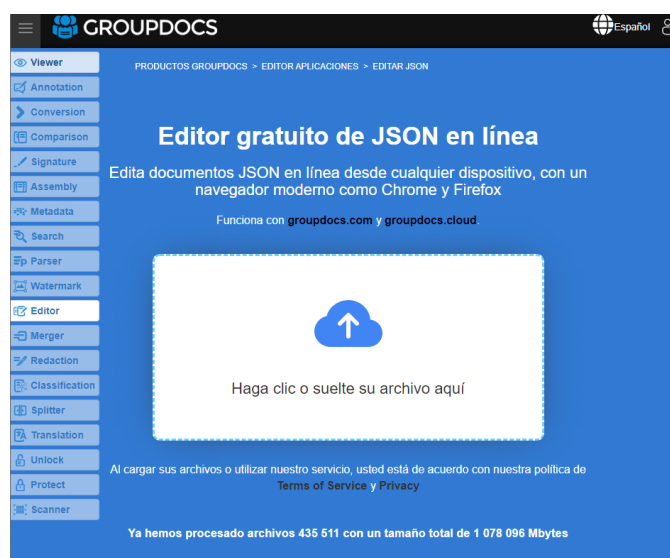 GROUPDOCS
Español
Viewer
Annotation
Conversion
Comparison
Signature
Assembly
Metadata
Search
Parser
Watermark
Editor
Merger
Redaction
Classification
Splitter
Translation
Unlock
Protect
Scanner
PRODUCTOS GROUPDOCS > EDITOR APLICACIONES > EDITAR JSON
Editor gratuito de JSON en línea
Edita documentos JSON en línea desde cualquier dispositivo, con un
navegador moderno como Chrome y Firefox
Funciona con groupdocs.com y groupdocs.cloud.
Haga clic o suelte su archivo aquí
Al cargar sus archivos o utilizar nuestro servicio, usted está de acuerdo con nuestra política de
Terms of Service y Privacy
Ya hemos procesado archivos 435 511 con un tamaño total de 1 078 096 Mbytes